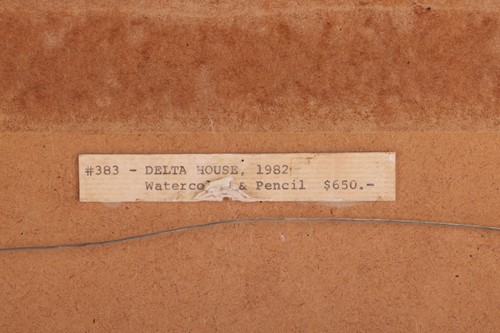 #383 - DELTA HOUSE, 1982
& Pencil $650.-